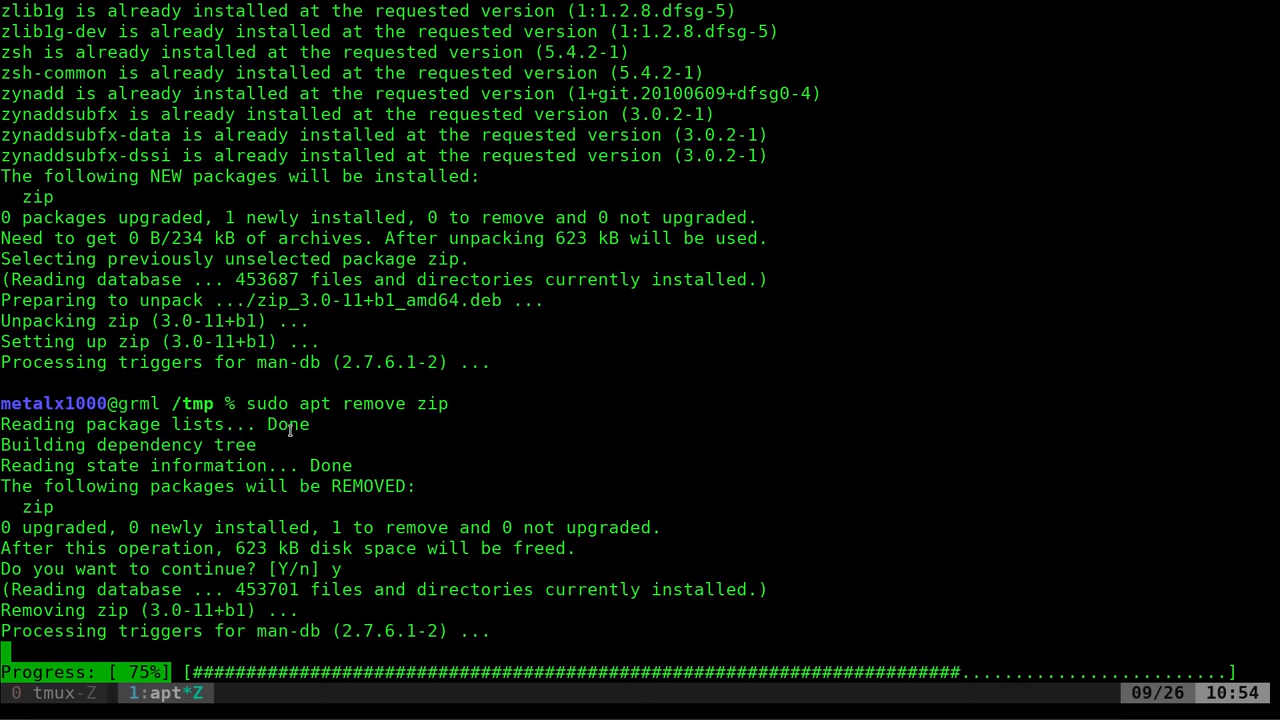 zlib1g is already installed at the requested version (1:1.2.8.dfsg-5)
zlib1g-dev is already installed at the requested version (1:1.2.8.dfsg-5)
zsh is already installed at the requested version (5.4.2-1)
zsh-common is already installed at the requested version (5.4.2-1)
zynadd is already installed at the requested version (1+git.20100609+dfsg0-4)
zynaddsubfx is already installed at the requested version (3.0.2-1)
zynaddsubfx-data is already installed at the requested version (3.0.2-1)
zynaddsubfx-dssi is already installed at the requested version (3.0.2-1)
The following NEW packages will be installed:
  zip
0 packages upgraded, 1 newly installed, 0 to remove and 0 not upgraded.
Need to get 0 B/234 kB of archives. After unpacking 623 kB will be used.
Selecting previously unselected package zip.
(Reading database ... 453687 files and directories currently installed.)
Preparing to unpack .../zip_3.0-11+b1_amd64.deb ...
Unpacking zip (3.0-11+b1) ...
Setting up zip (3.0-11+b1) ...
Processing triggers for man-db (2.7.6.1-2) ...
metalx1000@grml /tmp % sudo apt remove zip
Reading package lists... Done
Building dependency tree
Reading state information... Done
The following packages will be REMOVED:
  zip
0 upgraded, 0 newly installed, 1 to remove and 0 not upgraded.
After this operation, 623 kB disk space will be freed.
Do you want to continue? [Y/n] y
(Reading database ... 453701 files and directories currently installed.)
Removing zip (3.0-11+b1) ...
Processing triggers for man-db (2.7.6.1-2) ...
Progress: [ 75%] [########################################################################.........................]
0 tmux-Z  1:apt*Z  09/26  10:54